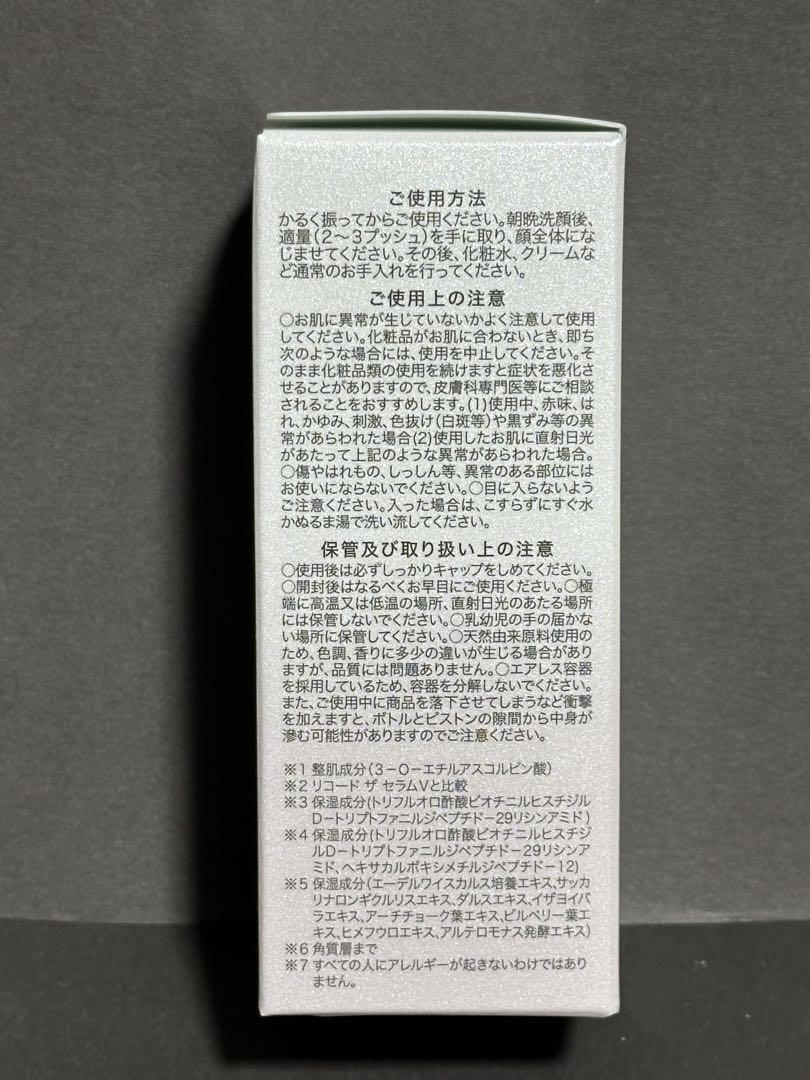 ご使用方法
かるく振ってからご使用ください。朝晩洗顔後、
適量(2〜3プッシュ)を手に取り、顔全体にな
じませてください。その後、化粧水、クリームな
ど通常のお手入れを行ってください。
ご使用上の注意
○お肌に異常が生じていないかよく注意して使用
してください。化粧品がお肌に合わないとき、即ち
次のような場合には、使用を中止してください。そ
のまま化粧品類の使用を続けますと症状を悪化さ
せることがありますので、皮膚科専門医等にご相談
されることをおすすめします。(1)使用中、赤味、は
れ、かゆみ、刺激、色抜け(白斑等)や黒ずみ等の異
常があらわれた場合(2)使用したお肌に直射日光
があたって上記のような異常があらわれた場合。
○傷やはれもの、しっしん等、異常のある部位には
お使いにならないでください。○目に入らないよう
ご注意ください。入った場合は、こすらずにすぐ水
かぬるま湯で洗い流してください。
保管及び取り扱い上の注意
○使用後は必ずしっかりキャップをしめてください。
○開封後はなるべくお早目にご使用ください。○極
端に高温又は低温の場所、直射日光のあたる場所
には保管しないでください。○乳幼児の手の届かな
い場所に保管してください。○天然由来原料使用の
ため、色調、香りに多少の違いが生じる場合があり
ますが、品質には問題ありません。○エアレス容器
を採用しているため、容器を分解しないでください。
また、ご使用中に商品を落下させてしまうなど衝撃
を加えますと、ボトルとピストンの隙間から中身が
滲む可能性がありますのでご注意ください。
※1 整肌成分(3-O-エチルアスコルビン酸)
※2 リコード ザ セラムVと比較
※3 保湿成分(トリフルオロ酢酸ビオチニルヒスチジル
D-トリプトファニルジペプチド-29リシンアミド)
※4 保湿成分(トリフルオロ酢酸ビオチニルヒスチジ
ルD-トリプトファニルジペプチド-29リシンア
ミド、ヘキサカルボキシメチルジペプチド-12)
※5 保湿成分(エーデルワイスカルス培養エキス、サッカ
リナロンギクルリスエキス、ダルスエキス、イザヨイバ
ラエキス、アーチチョーク葉エキス、ビルベリー葉エ
キス、ヒメフウロエキス、アルテロモナス発酵エキス)
※6 角質層まで
※7 すべての人にアレルギーが起きないわけではあり
ません。